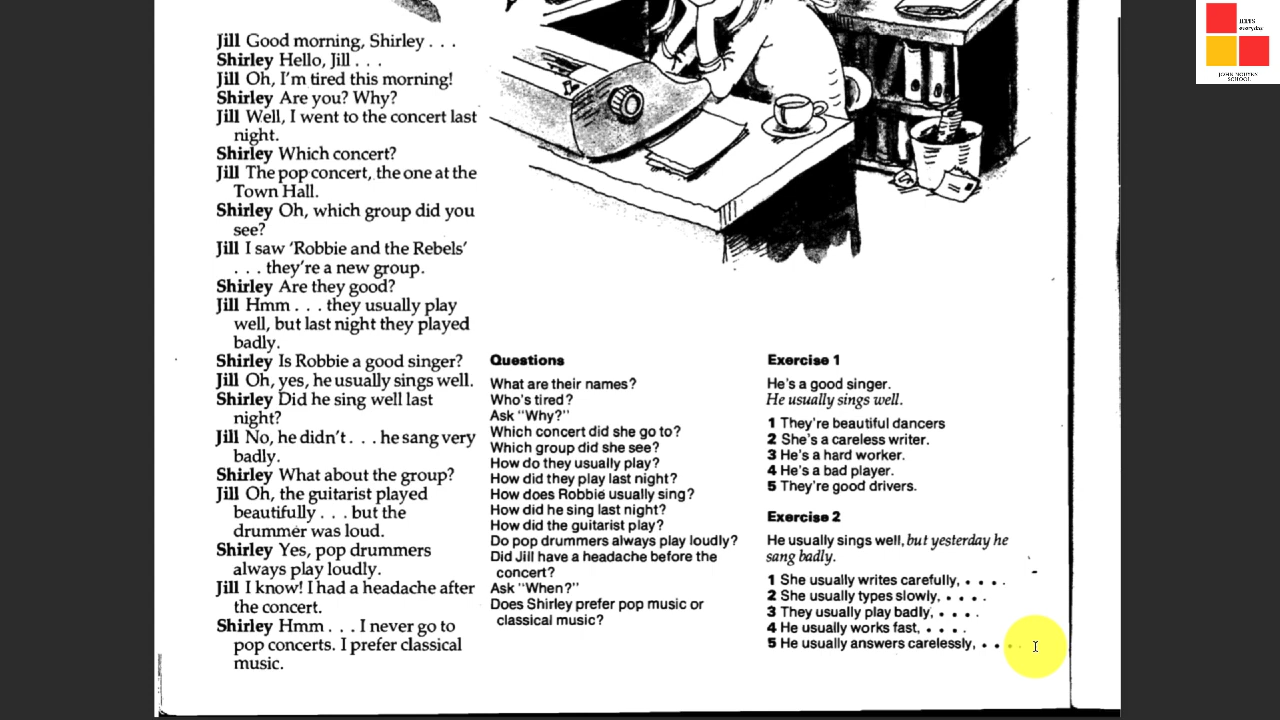 Jill Good morning, Shirley . . .
Shirley Hello, Jill . . .
Jill Oh, I'm tired this morning!
Shirley Are you? Why?
Jill Well, I went to the concert last
night.
Shirley Which concert?
Jill The pop concert, the one at the
Town Hall.
Shirley Oh, which group did you
see?
Jill I saw 'Robbie and the Rebels'
. . . they're a new group.
Shirley Are they good?
Jill Hmm . . . they usually play
well, but last night they played
badly.
Shirley Is Robbie a good singer?
Jill Oh, yes, he usually sings well.
Shirley Did he sing well last
night?
Jill No, he didn't . . . he sang very
badly.
Shirley What about the group?
Jill Oh, the guitarist played
beautifully . . . but the
drummer was loud.
Shirley Yes, pop drummers
always play loudly.
Jill I know! I had a headache after
the concert.
Shirley Hmm . . . I never go to
pop concerts. I prefer classical
music.
Questions
What are their names?
Who's tired?
Ask "Why?"
Which concert did she go to?
Which group did she see?
How do they usually play?
How did they play last night?
How does Robbie usually sing?
How did he sing last night?
How did the guitarist play?
Do pop drummers always play loudly?
Did Jill have a headache before the
concert?
Ask "When?"
Does Shirley prefer pop music or
classical music?
Exercise 1
He's a good singer.
He usually sings well.
1 They're beautiful dancers
2 She's a careless writer.
3 He's a hard worker.
4 He's a bad player.
5 They're good drivers.
Exercise 2
He usually sings well, but yesterday he
sang badly.
1 She usually writes carefully, . . . .
2 She usually types slowly, . . . .
3 They usually play badly, . . . .
4 He usually works fast, . . . .
5 He usually answers carelessly, . . . .
everyday
SCHOOL